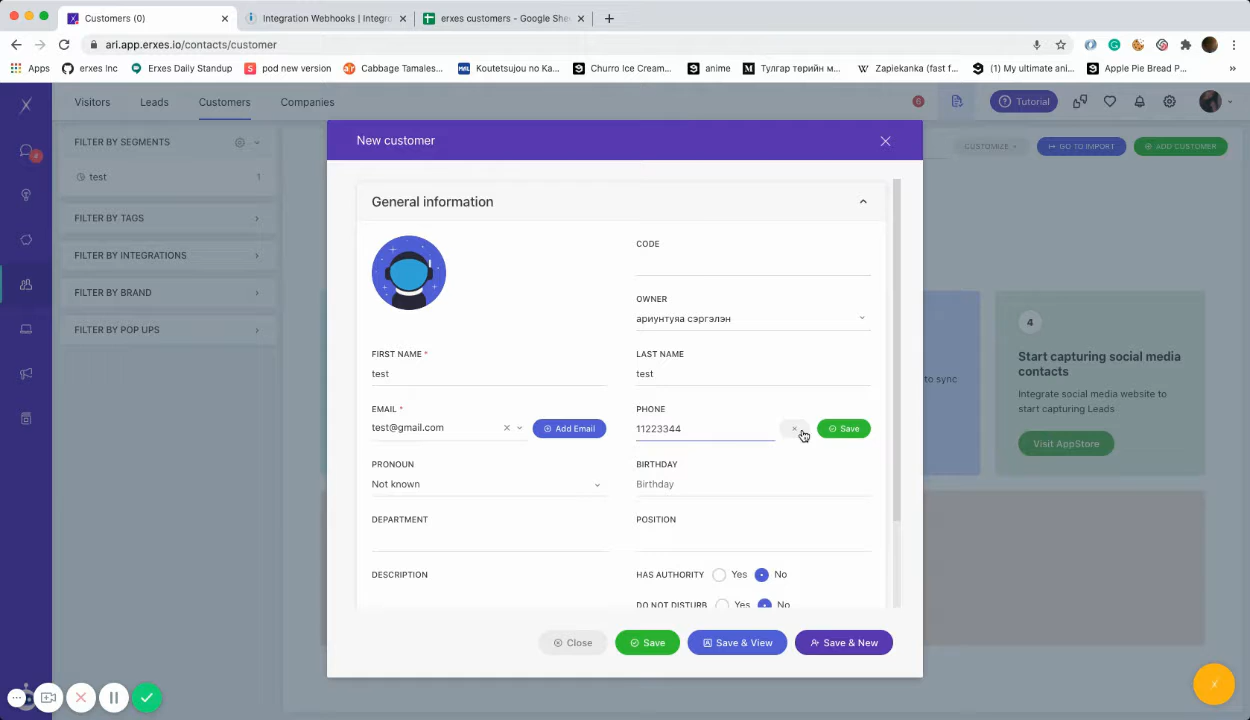 Customers (0)
Integration Webhooks | Integro
erxes customers - Google She
ari.app.erxes.io/contacts/customer
Apps
erxes Inc
Erxes Daily Standup
pod new version
Cabbage Tamales...
Koutetsujou no Ka...
Churro Ice Cream...
anime
Тулгар төрийн м...
Zapiekanka (fast f...
(1) My ultimate ani...
Apple Pie Bread P...
»
Visitors
Leads
Customers
Companies
Tutorial
FILTER BY SEGMENTS
test
1
FILTER BY TAGS
FILTER BY INTEGRATIONS
FILTER BY BRAND
FILTER BY POP UPS
CUSTOMIZE
GO TO IMPORT
ADD CUSTOMER
New customer
General information
CODE
OWNER
ариунтуяа сэргэлэн
FIRST NAME *
test
LAST NAME
test
EMAIL *
test@gmail.com
Add Email
PHONE
11223344
Save
PRONOUN
Not known
BIRTHDAY
Birthday
DEPARTMENT
POSITION
DESCRIPTION
HAS AUTHORITY
Yes
No
DO NOT DISTURB
Yes
No
Close
Save
Save & View
Save & New
to sync
4
Start capturing social media
contacts
Integrate social media website to
start capturing Leads
Visit AppStore